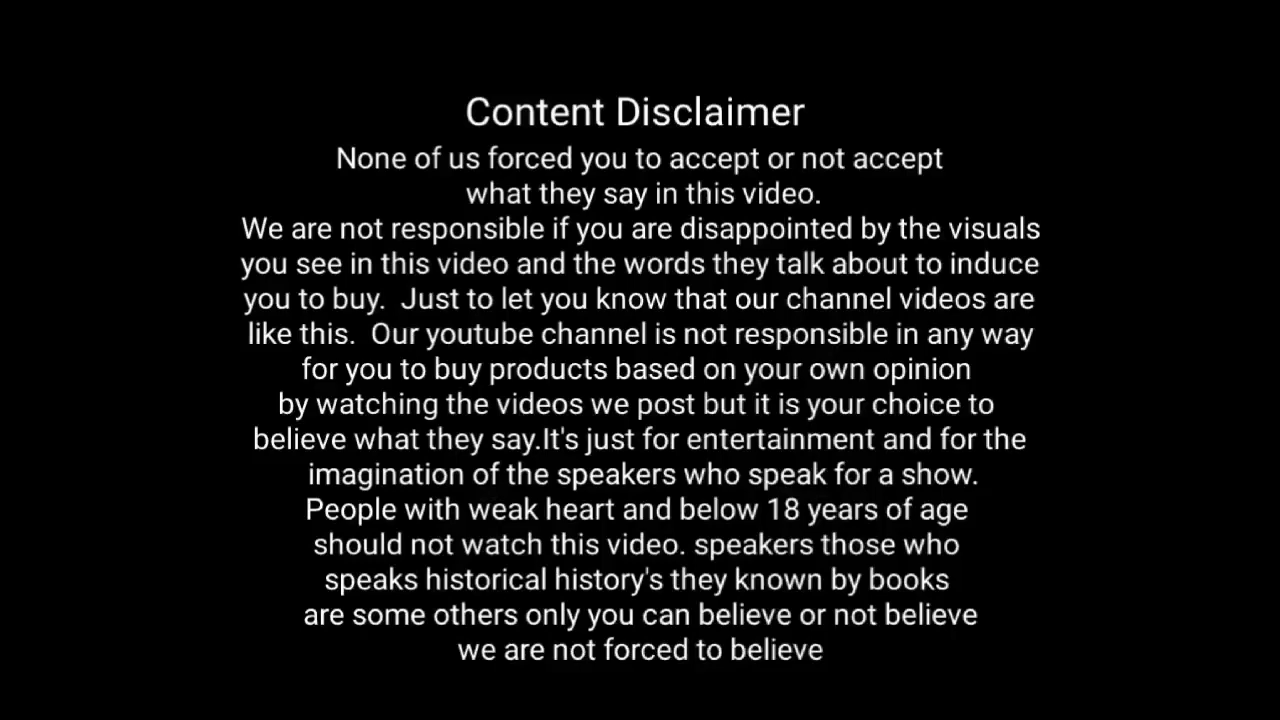 Content Disclaimer
None of us forced you to accept or not accept
what they say in this video.
We are not responsible if you are disappointed by the visuals
you see in this video and the words they talk about to induce
you to buy.  Just to let you know that our channel videos are
like this.  Our youtube channel is not responsible in any way
for you to buy products based on your own opinion
by watching the videos we post but it is your choice to
believe what they say.It's just for entertainment and for the
imagination of the speakers who speak for a show.
People with weak heart and below 18 years of age
should not watch this video. speakers those who
speaks historical history's they known by books
are some others only you can believe or not believe
we are not forced to believe